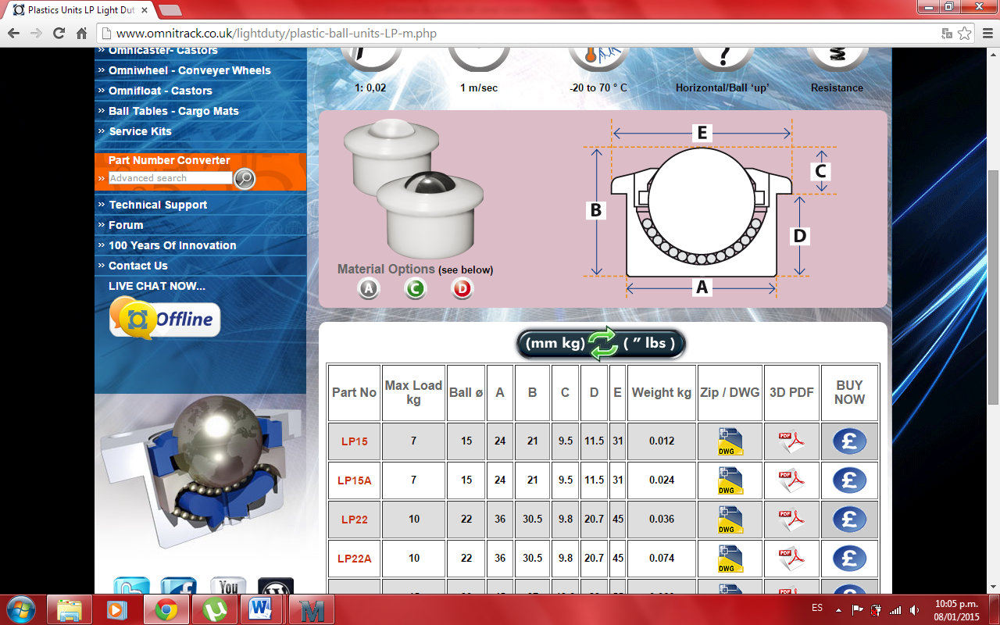 Plastics Units LP Light Dut
www.omnitrack.co.uk/lightduty/plastic-ball-units-LP-m.php
» Omnicaster- Castors
» Omniwheel - Conveyer Wheels
» Omnifloat - Castors
» Ball Tables - Cargo Mats
» Service Kits
Part Number Converter
» Advanced search
» Technical Support
» Forum
» 100 Years Of Innovation
» Contact Us
LIVE CHAT NOW...
Offline
You
1: 0,02
1 m/sec
-20 to 70 ° C
Horizontal/Ball ‘up’
Resistance
E
C
B
D
A
Material Options (see below)
A C D
(mm kg) ( ” lbs )
Part No Max Load kg Ball ø A B C D E Weight kg Zip / DWG 3D PDF BUY NOW
LP15 7 15 24 21 9.5 11.5 31 0.012 DWG PDF £
LP15A 7 15 24 21 9.5 11.5 31 0.024 DWG PDF £
LP22 10 22 36 30.5 9.8 20.7 45 0.036 DWG PDF £
LP22A 10 22 36 30.5 9.8 20.7 45 0.074 DWG PDF £
ES
10:05 p.m.
08/01/2015